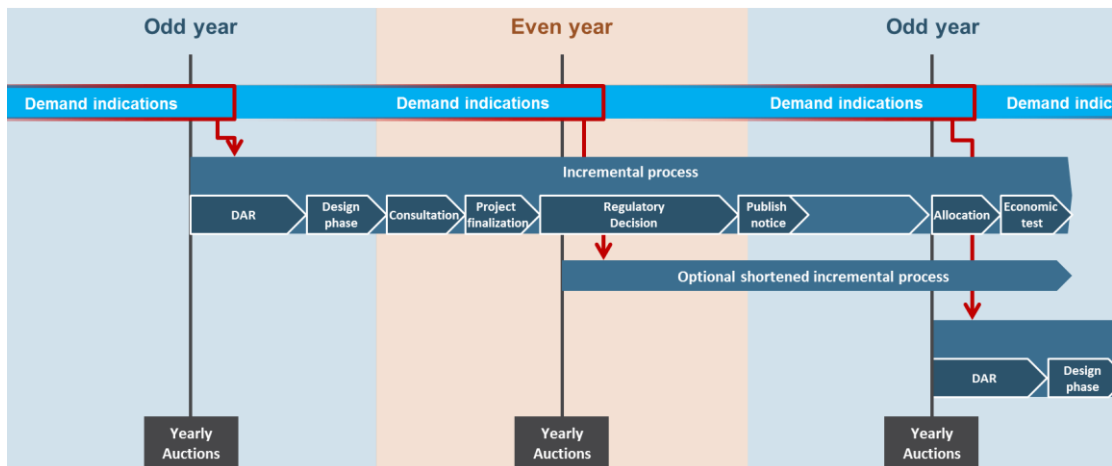 Odd year
Even year
Odd year
Demand indications
Demand indications
Demand indications
Demand indic
Incremental process
DAR
Design
phase
Consultation
Project
finalization
Regulatory
Decision
Publish
notice
Allocation
Economic
test
Optional shortened incremental process
DAR
Design
phase
Yearly
Auctions
Yearly
Auctions
Yearly
Auctions